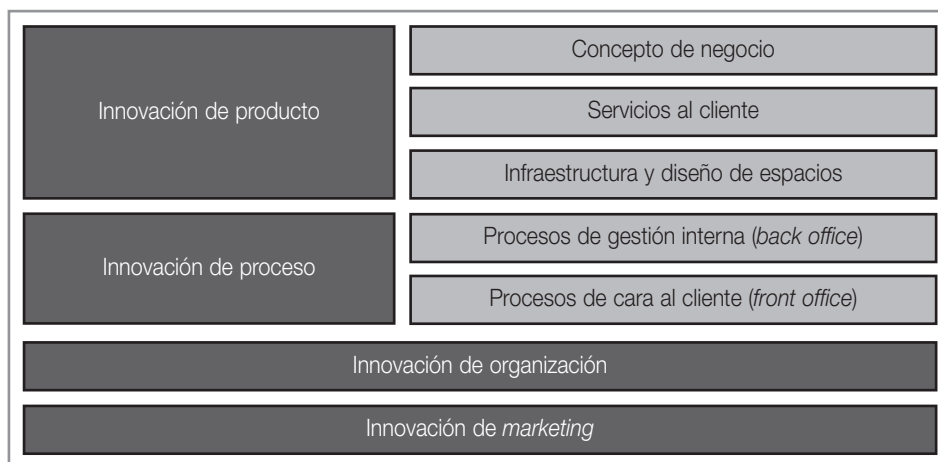 Innovación de producto
Concepto de negocio
Servicios al cliente
Infraestructura y diseño de espacios
Innovación de proceso
Procesos de gestión interna (back office)
Procesos de cara al cliente (front office)
Innovación de organización
Innovación de marketing